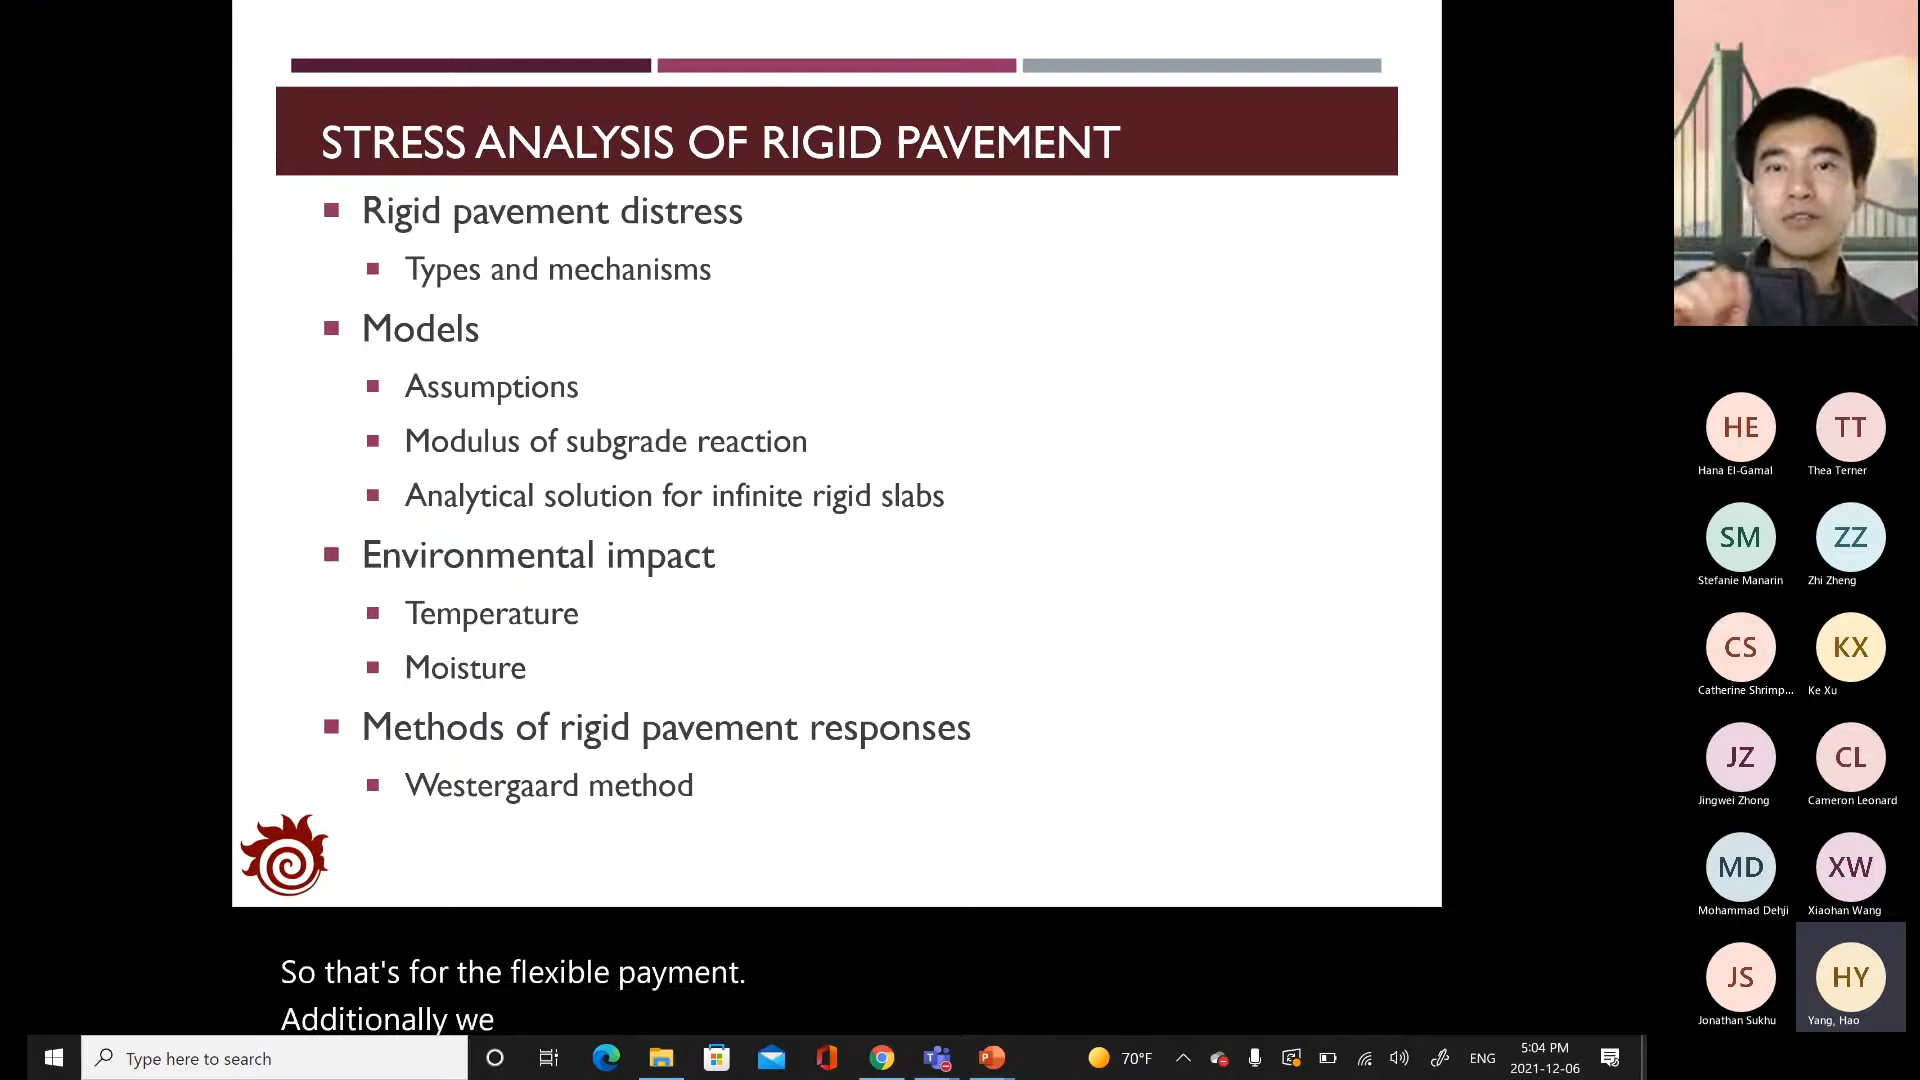 STRESS ANALYSIS OF RIGID PAVEMENT
Rigid pavement distress
Types and mechanisms
Models
Assumptions
Modulus of subgrade reaction
Analytical solution for infinite rigid slabs
Environmental impact
Temperature
Moisture
Methods of rigid pavement responses
Westergaard method
So that's for the flexible payment.
Additionally we
HE
Hana El-Gamal
TT
Thea Terner
SM
Stefanie Manarin
ZZ
Zhi Zheng
CS
Catherine Shrimp...
KX
Ke Xu
JZ
Jingwei Zhong
CL
Cameron Leonard
MD
Mohammad Dehji
XW
Xiaohan Wang
JS
Jonathan Sukhu
HY
Yang, Hao
Type here to search
70°F
ENG
5:04 PM
2021-12-06